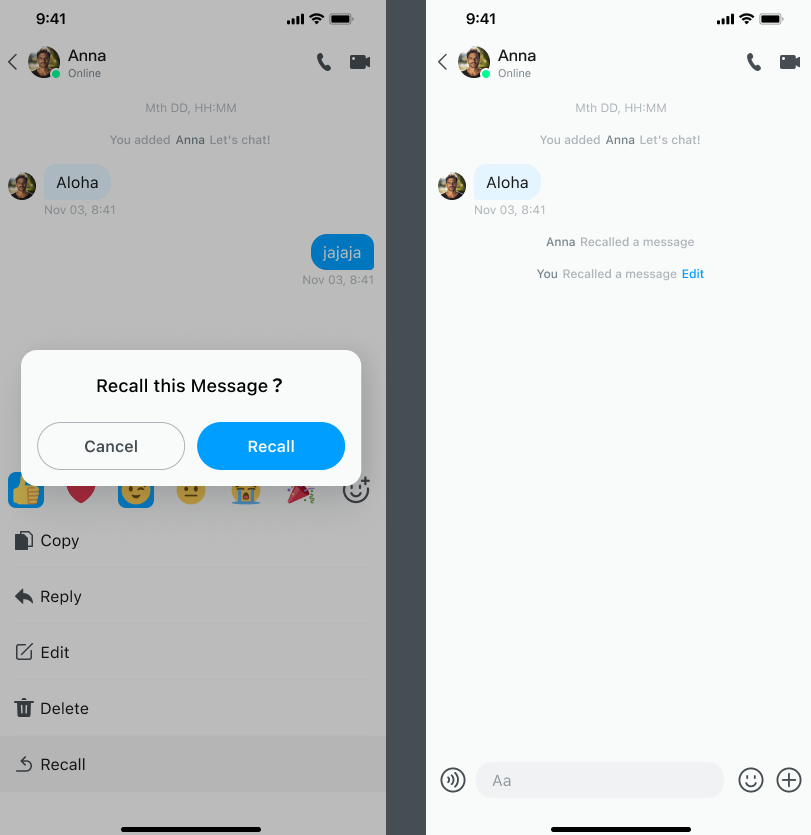 9:41
Anna
Online
Mth DD, HH:MM
You added Anna Let's chat!
Aloha
Nov 03, 8:41
jajaja
Nov 03, 8:41
Recall this Message？
Cancel
Recall
Copy
Reply
Edit
Delete
Recall
9:41
Anna
Online
Mth DD, HH:MM
You added Anna Let's chat!
Aloha
Nov 03, 8:41
Anna Recalled a message
You Recalled a message Edit
Aa